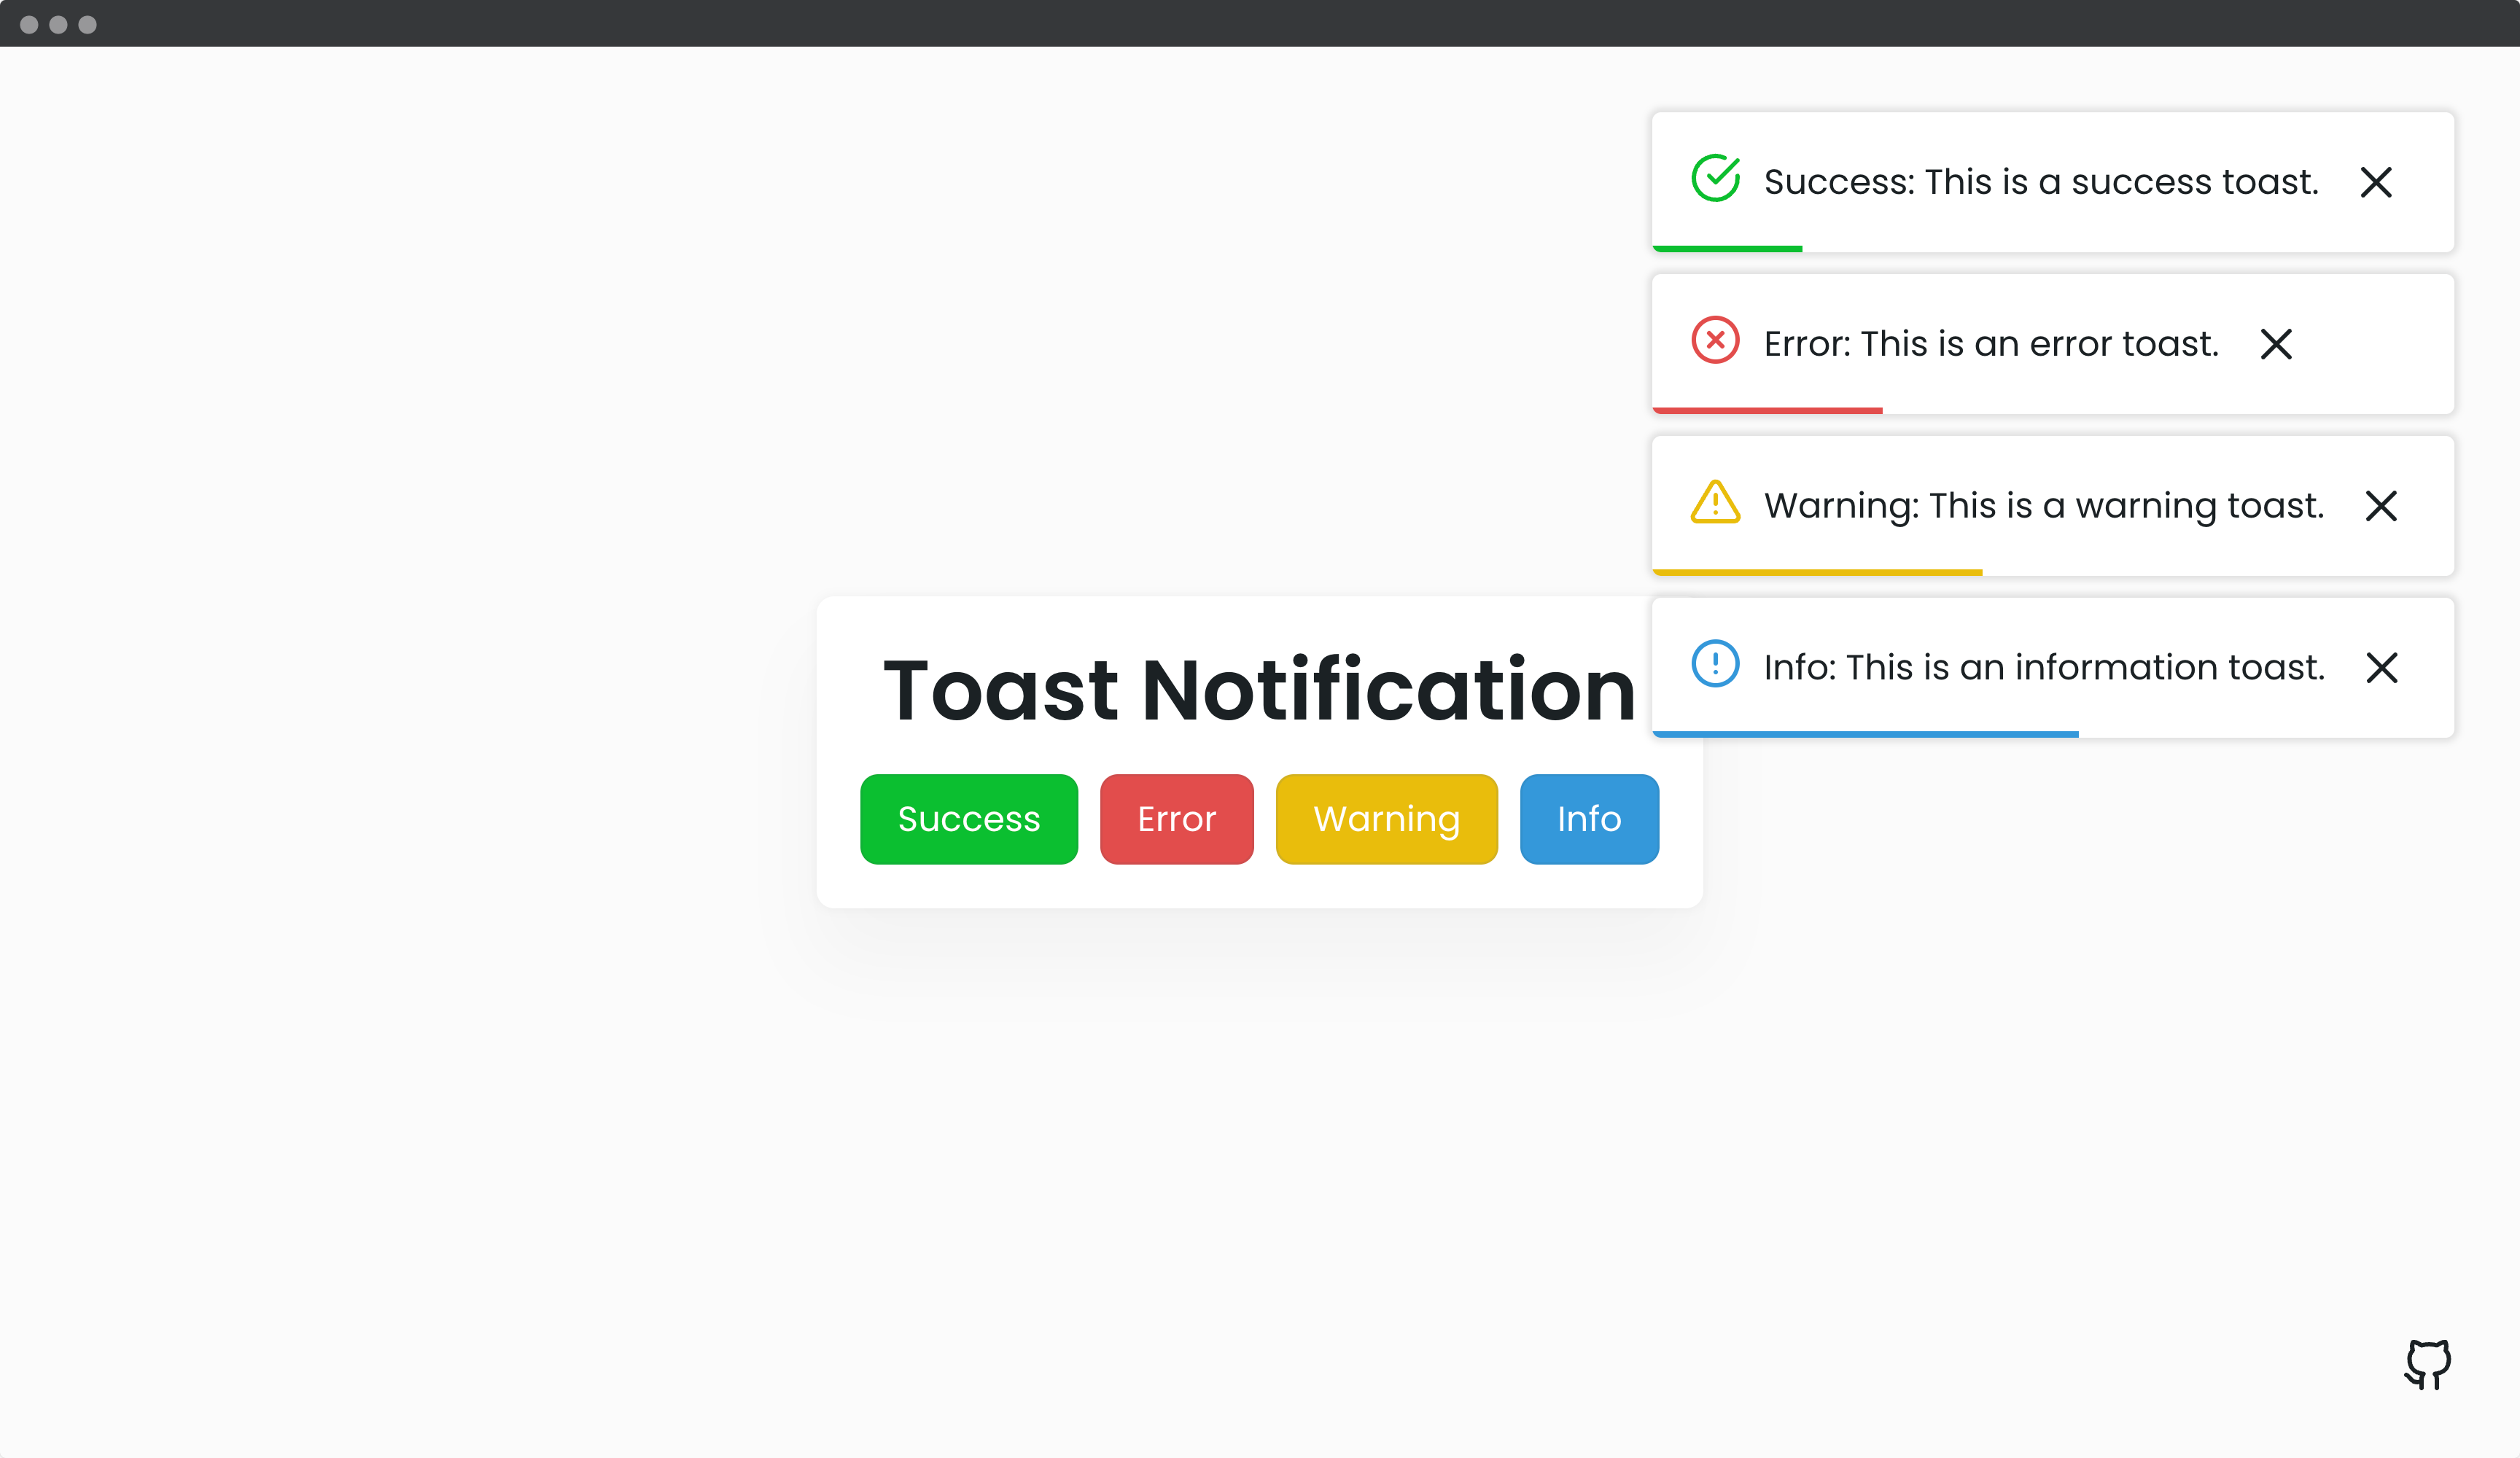 Success: This is a success toast.
Error: This is an error toast.
Warning: This is a warning toast.
Info: This is an information toast.
Toast Notification
Success
Error
Warning
Info